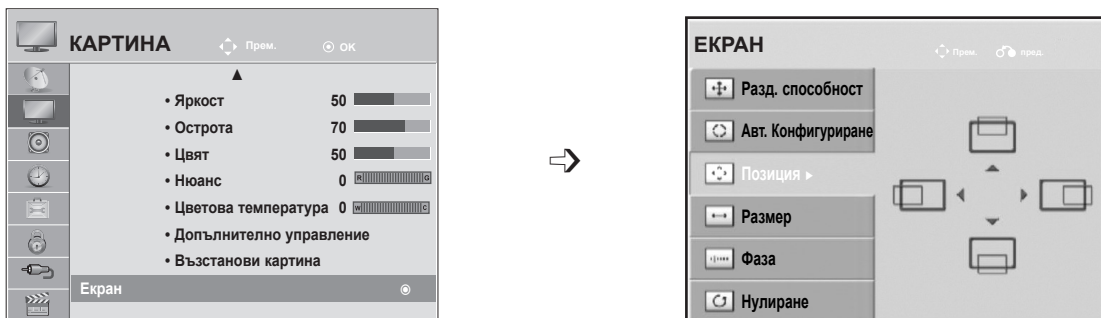 КАРТИНА Прем. ОК
• Яркост 50
• Острота 70
• Цвят 50
• Нюанс 0 R G
• Цветова температура 0 W C
• Допълнително управление
• Възстанови картина
Екран
ЕКРАН Прем. пред.
Разд. способност
Авт. Конфигуриране
Позиция
Размер
Фаза
Нулиране